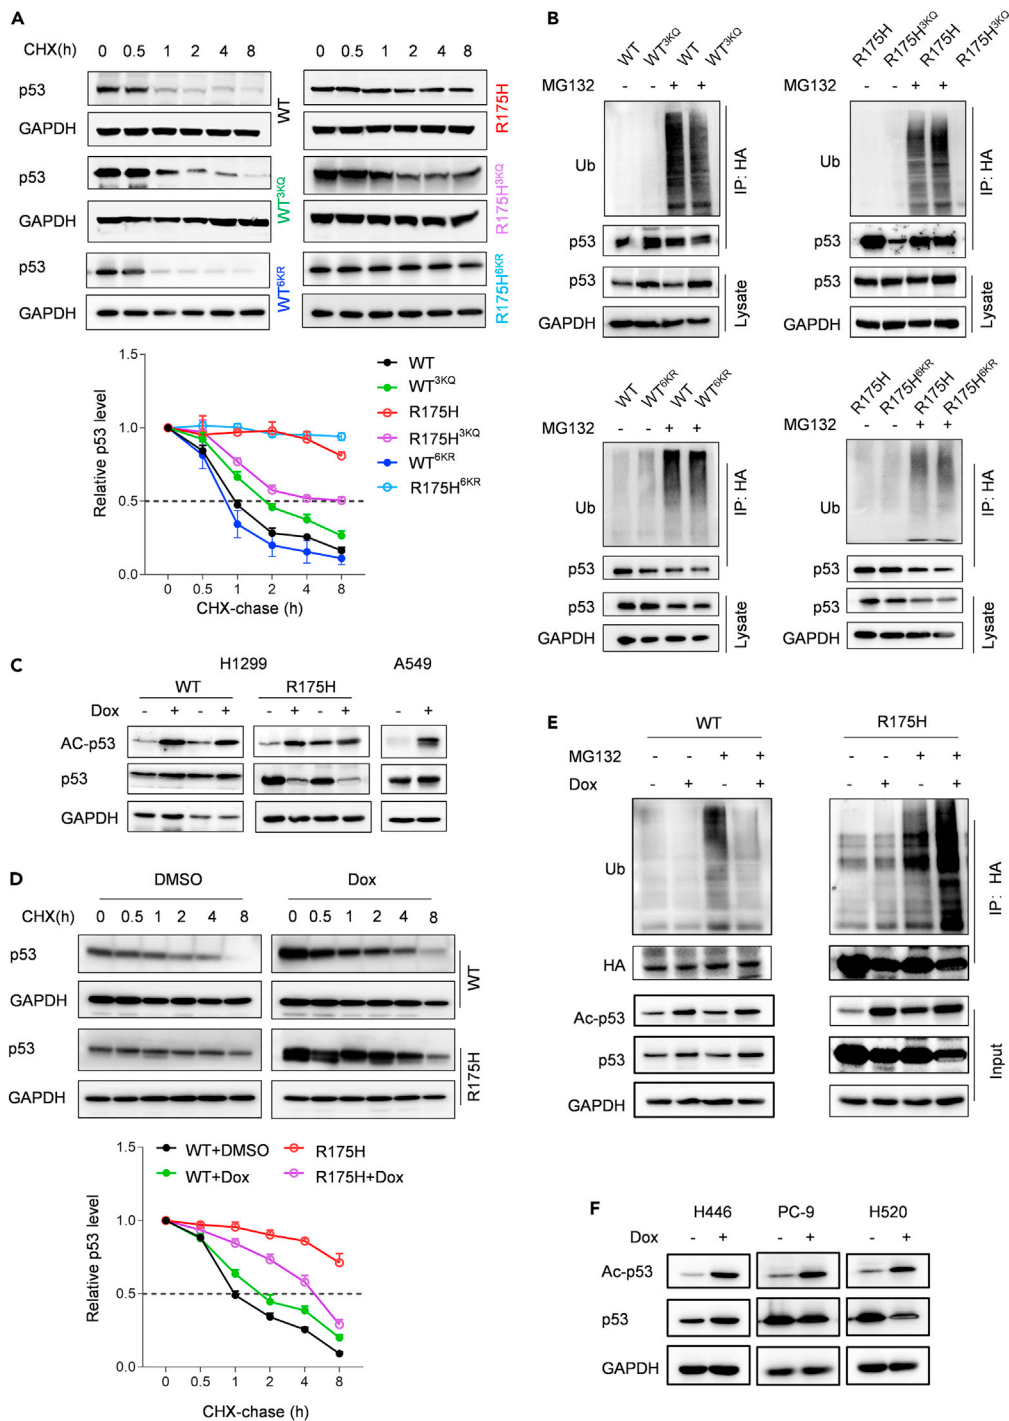 A
CHX(h) 0 0.5 1 2 4 8 0 0.5 1 2 4 8
p53
GAPDH
WT
R175H
p53
GAPDH
WT3KQ
R175H3KQ
p53
GAPDH
WT6KR
R175H6KR
1.5
1.0
0.5
0.0
Relative p53 level
0 0.5 1 2 4 8
CHX-chase (h)
WT
WT3KQ
R175H
R175H3KQ
WT6KR
R175H6KR
B
WT WT3KQ WT WT3KQ
MG132 - - + +
Ub
p53
IP: HA
p53
GAPDH
Lysate
R175H R175H3KQ R175H R175H3KQ
MG132 - - + +
Ub
p53
IP: HA
p53
GAPDH
Lysate
WT WT6KR WT WT6KR
MG132 - - + +
Ub
p53
IP: HA
p53
GAPDH
Lysate
R175H R175H6KR R175H R175H6KR
MG132 - - + +
Ub
p53
IP: HA
p53
GAPDH
Lysate
C
H1299 A549
WT R175H
Dox - + - + - + - + - +
AC-p53
p53
GAPDH
D
DMSO Dox
CHX(h) 0 0.5 1 2 4 8 0 0.5 1 2 4 8
p53
GAPDH
WT
p53
GAPDH
R175H
1.5
1.0
0.5
0.0
Relative p53 level
0 0.5 1 2 4 8
CHX-chase (h)
WT+DMSO R175H
WT+Dox R175H+Dox
E
WT R175H
MG132 - - + + - - + +
Dox - + - + - + - +
Ub
HA
IP: HA
Ac-p53
p53
GAPDH
Input
F
H446 PC-9 H520
Dox - + - + - +
Ac-p53
p53
GAPDH